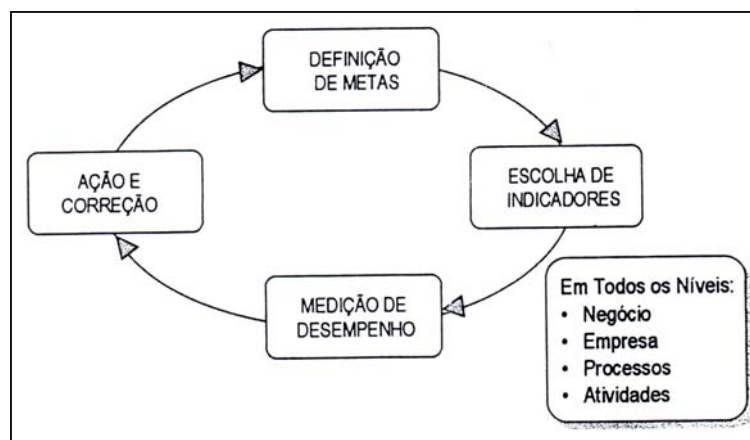 DEFINIÇÃO
DE METAS
AÇÃO E
CORREÇÃO
ESCOLHA DE
INDICADORES
MEDIÇÃO DE
DESEMPENHO
Em Todos os Níveis:
• Negócio
• Empresa
• Processos
• Atividades